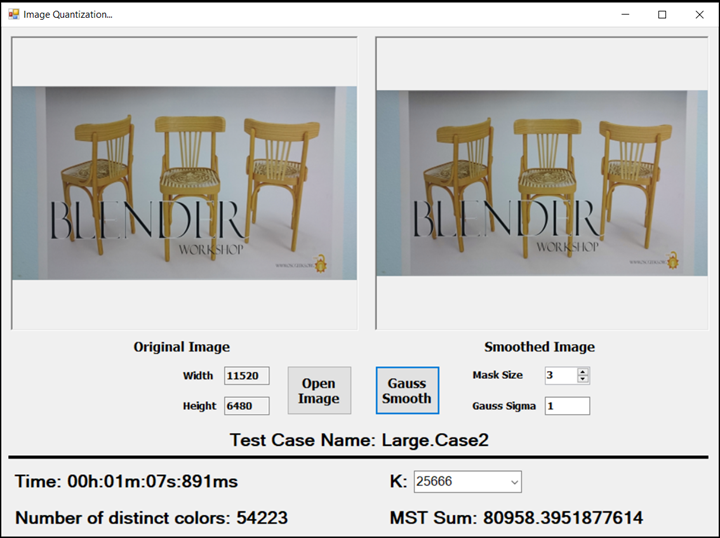 Image Quantization...
BLENDER
WORKSHOP
BLENDER
WORKSHOP
Original Image
Smoothed Image
Width 11520
Height 6480
Open
Image
Gauss
Smooth
Mask Size 3
Gauss Sigma 1
Test Case Name: Large.Case2
Time: 00h:01m:07s:891ms
K: 25666
Number of distinct colors: 54223
MST Sum: 80958.3951877614